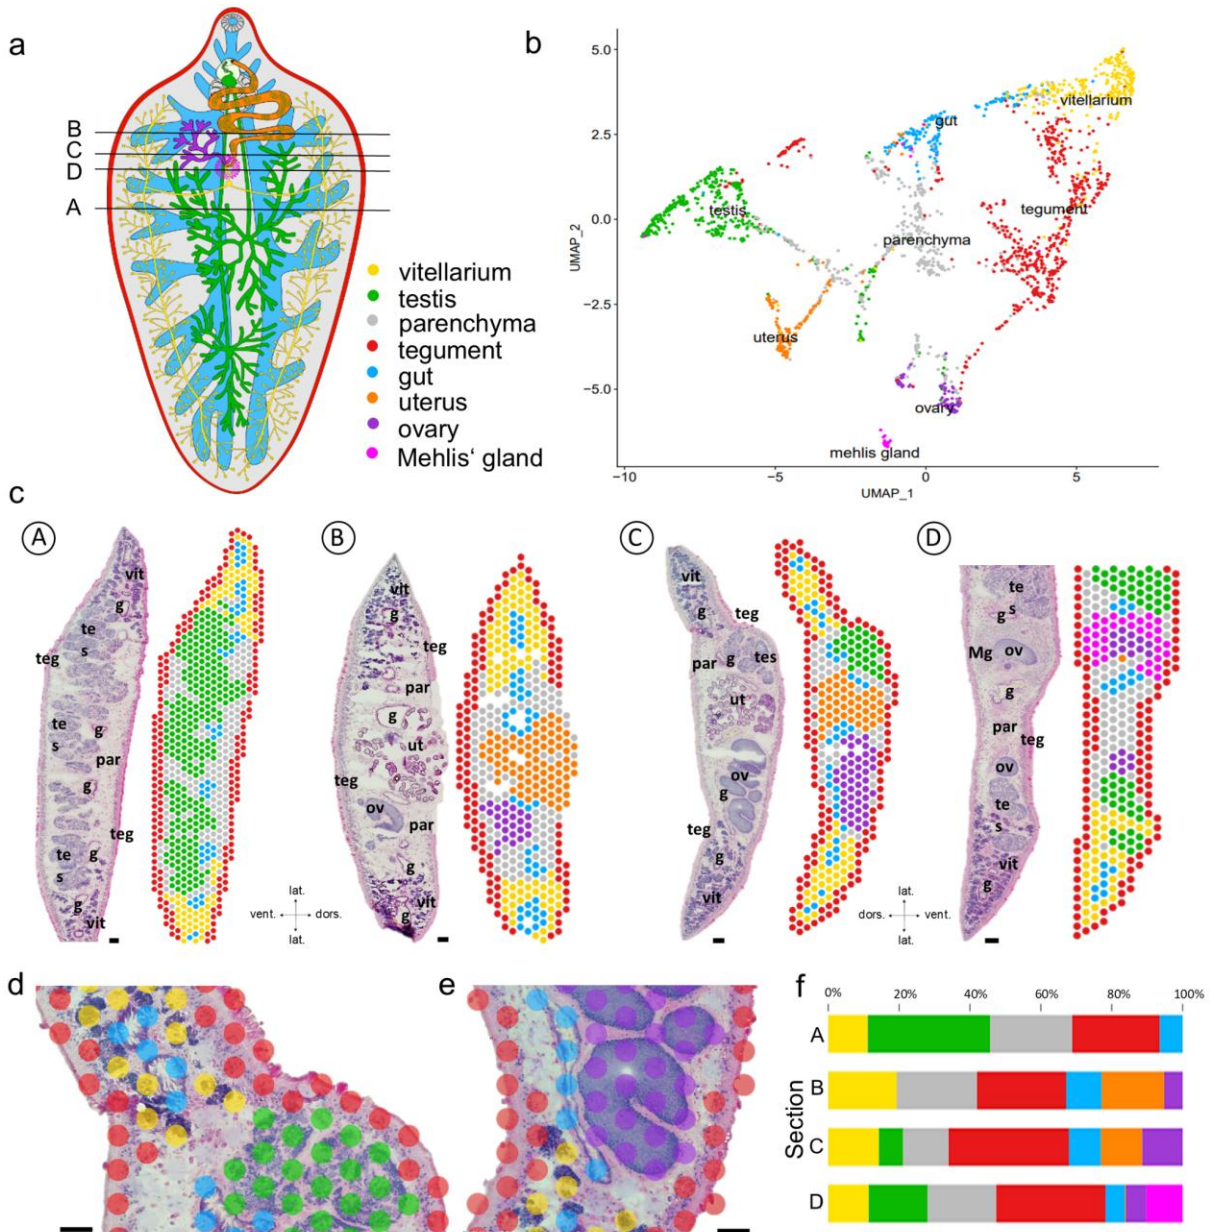 a
B
C
D
A
vitellarium
testis
parenchyma
tegument
gut
uterus
ovary
Mehlis‘ gland
b
5.0
2.5
0.0
−2.5
−5.0
UMAP_2
vitellarium
gut
tegument
testis
parenchyma
uterus
ovary
mehlis gland
−10
−5
0
5
UMAP_1
c
A
vit
g
te
s
teg
te
s
g
par
g
teg
te
s
g
g
vit
lat.
vent.
dors.
lat.
B
vit
g
teg
par
g
ut
teg
ov
par
g
vit
g
C
vit
g
teg
par
g
tes
ut
ov
g
teg
g
vit
lat.
dors.
vent.
lat.
D
te
g
s
Mg
ov
g
par
teg
ov
te
s
vit
g
d
e
f
0%
20%
40%
60%
80%
100%
Section
A
B
C
D